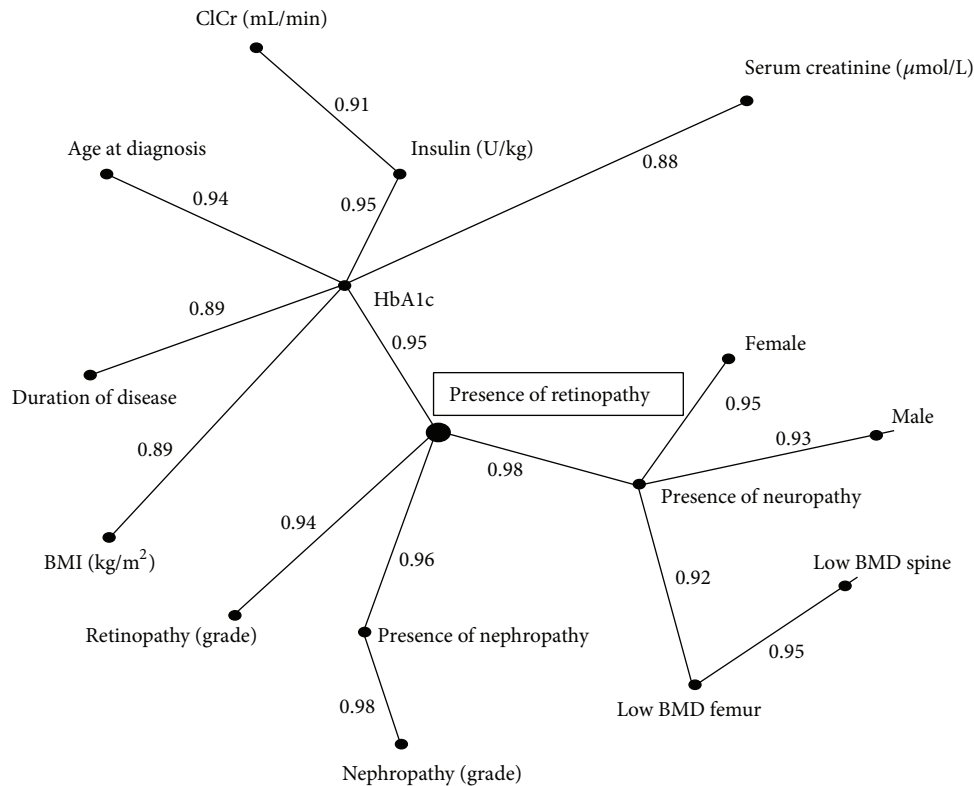 ClCr (mL/min)
Serum creatinine (μmol/L)
0.91
Age at diagnosis
Insulin (U/kg)
0.88
0.94
0.95
HbA1c
0.89
0.95
Female
Duration of disease
Presence of retinopathy
0.95
Male
0.93
0.89
0.98
Presence of neuropathy
0.94
BMI (kg/m²)
0.96
Low BMD spine
0.92
Retinopathy (grade)
Presence of nephropathy
0.95
0.98
Low BMD femur
Nephropathy (grade)